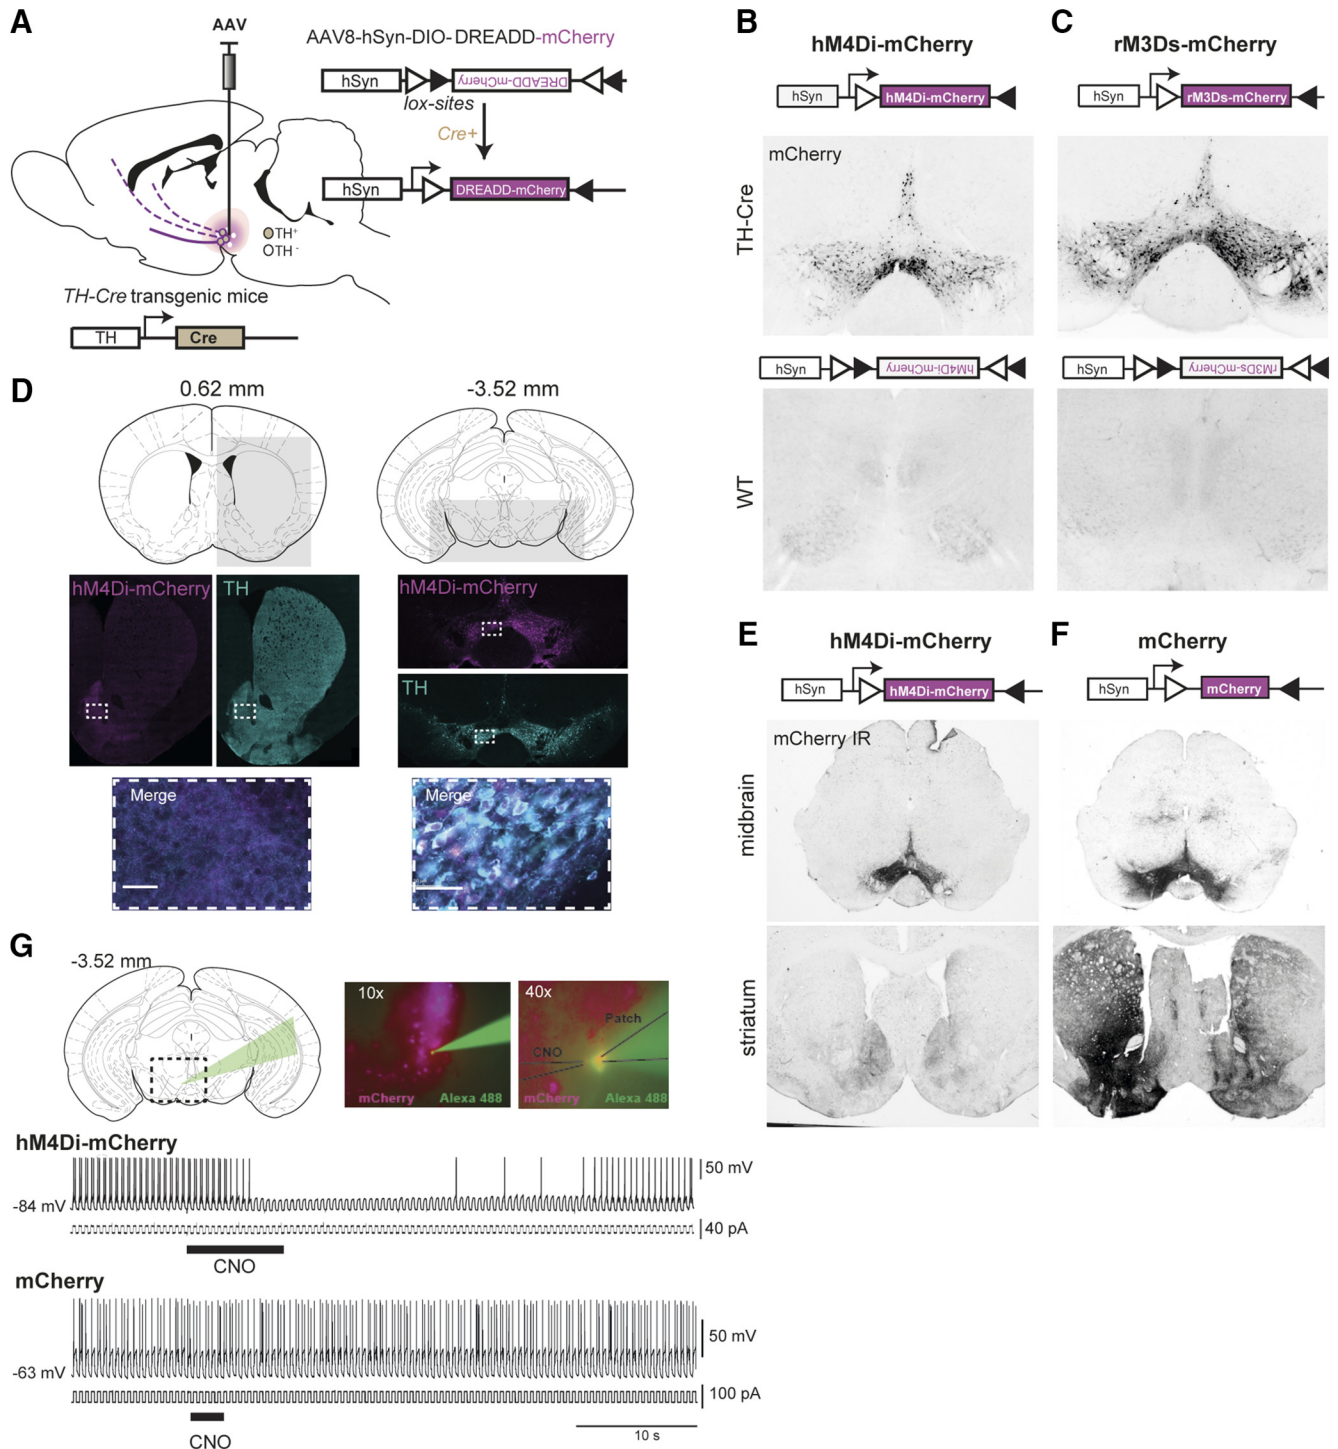 A
AAV
AAV8-hSyn-DIO-DREADD-mCherry
hSyn
DREADD-mCherry
lox-sites
Cre+
hSyn
DREADD-mCherry
TH+
TH-
TH-Cre transgenic mice
TH
Cre
B
hM4Di-mCherry
hSyn
hM4Di-mCherry
C
rM3Ds-mCherry
hSyn
rM3Ds-mCherry
TH-Cre
mCherry
hSyn
hM4Di-mCherry
hSyn
rM3Ds-mCherry
WT
D
0.62 mm
-3.52 mm
hM4Di-mCherry
TH
hM4Di-mCherry
TH
Merge
Merge
E
hM4Di-mCherry
hSyn
hM4Di-mCherry
F
mCherry
hSyn
mCherry
midbrain
mCherry IR
striatum
G
-3.52 mm
10x
mCherry
Alexa 488
40x
Patch
CNO
mCherry
Alexa 488
hM4Di-mCherry
50 mV
-84 mV
40 pA
CNO
mCherry
50 mV
-63 mV
100 pA
CNO
10 s